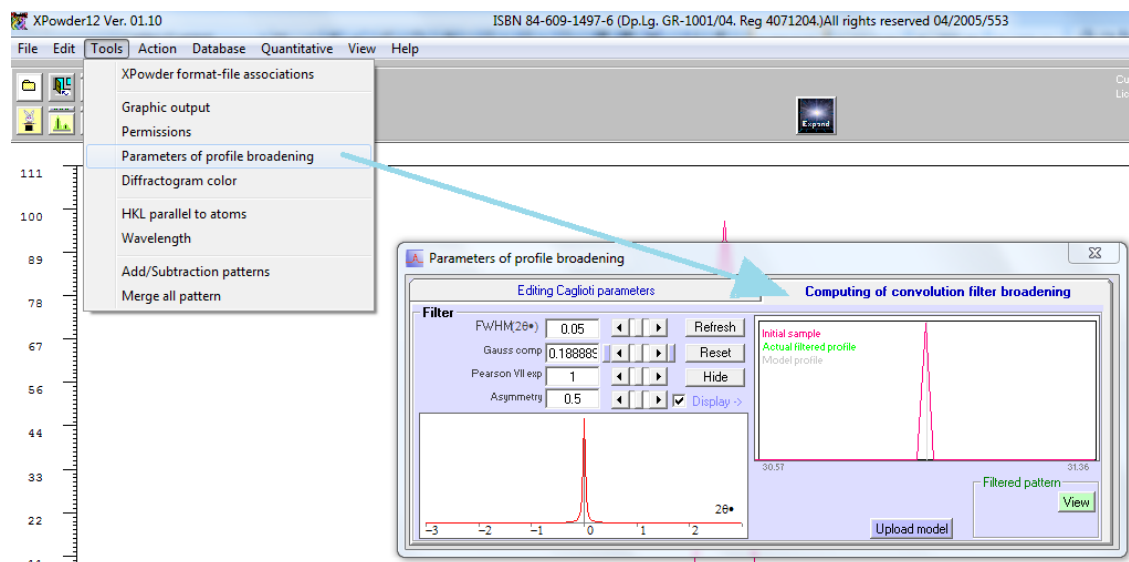 XPowder12 Ver. 01.10
ISBN 84-609-1497-6 (Dp.Lg. GR-1001/04. Reg 4071204.)All rights reserved 04/2005/553
File Edit Tools Action Database Quantitative View Help
XPowder format-file associations
Graphic output
Permissions
Parameters of profile broadening
Diffractogram color
HKL parallel to atoms
Wavelength
Add/Subtraction patterns
Merge all pattern
Cu
Lic
Expand
111
100
89
78
67
56
44
33
22
Parameters of profile broadening
Editing Caglioti parameters
Computing of convolution filter broadening
Filter
FWHM(2θ•) 0.05 Refresh
Gauss comp 0.188889 Reset
Pearson VII exp 1 Hide
Asymmetry 0.5 Display ->
2θ•
-3 -2 -1 0 1 2
Initial sample
Actual filtered profile
Model profile
30.57 31.36
Filtered pattern
View
Upload model